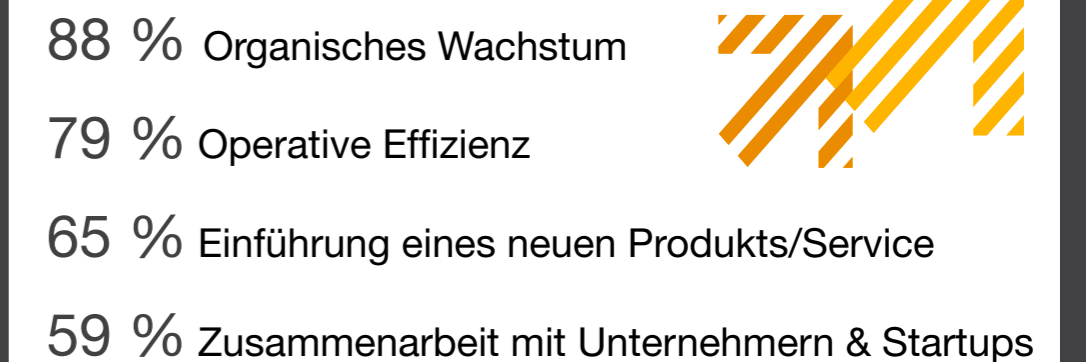 88 % Organisches Wachstum
79 % Operative Effizienz
65 % Einführung eines neuen Produkts/Service
59 % Zusammenarbeit mit Unternehmern & Startups